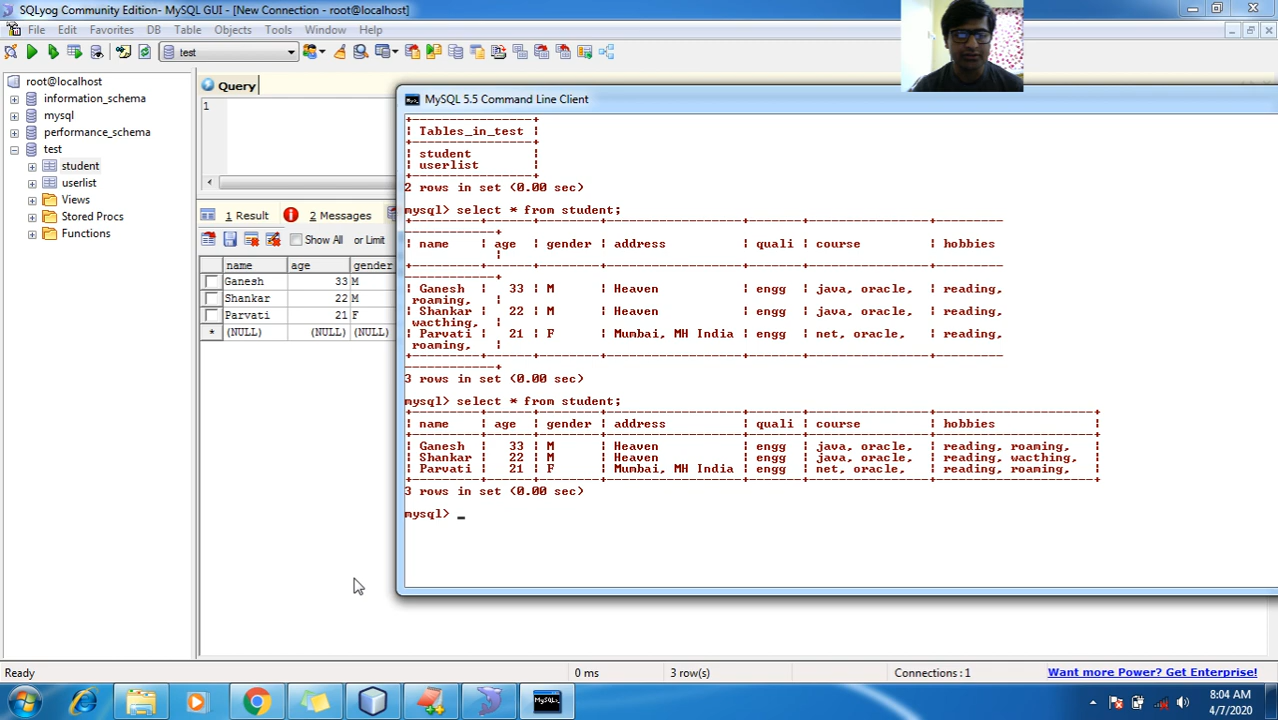 SQLyog Community Edition- MySQL GUI - [New Connection - root@localhost]
File Edit Favorites DB Table Objects Tools Window Help
test
root@localhost
information_schema
mysql
performance_schema
test
student
userlist
Views
Stored Procs
Functions
Query
1
1 Result 2 Messages
Show All or Limit
name age gender
Ganesh 33 M
Shankar 22 M
Parvati 21 F
* (NULL) (NULL) (NULL)
MySQL 5.5 Command Line Client
+----------------+
| Tables_in_test |
+----------------+
| student |
| userlist |
+----------------+
2 rows in set (0.00 sec)
mysql> select * from student;
| name | age | gender | address | quali | course | hobbies
|
| Ganesh | 33 | M | Heaven | engg | java, oracle, | reading,
roaming, |
| Shankar | 22 | M | Heaven | engg | java, oracle, | reading,
wacthing, |
| Parvati | 21 | F | Mumbai, MH India | engg | net, oracle, | reading,
roaming, |
3 rows in set (0.00 sec)
mysql> select * from student;
| name | age | gender | address | quali | course | hobbies |
| Ganesh | 33 | M | Heaven | engg | java, oracle, | reading, roaming, |
| Shankar | 22 | M | Heaven | engg | java, oracle, | reading, wacthing, |
| Parvati | 21 | F | Mumbai, MH India | engg | net, oracle, | reading, roaming, |
3 rows in set (0.00 sec)
mysql> _
Ready 0 ms 3 row(s) Connections: 1 Want more Power? Get Enterprise!
8:04 AM
4/7/2020